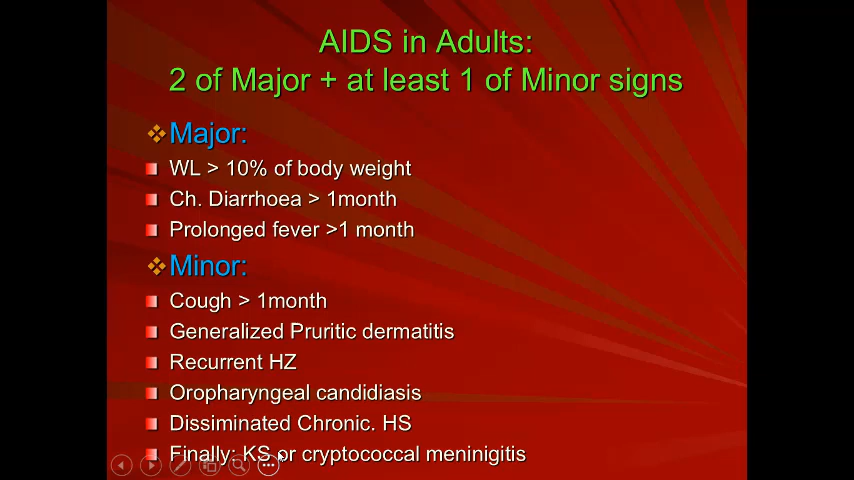 AIDS in Adults:
2 of Major + at least 1 of Minor signs
Major:
WL > 10% of body weight
Ch. Diarrhoea > 1month
Prolonged fever >1 month
Minor:
Cough > 1month
Generalized Pruritic dermatitis
Recurrent HZ
Oropharyngeal candidiasis
Dissiminated Chronic. HS
Finally: KS or cryptococcal meninigitis